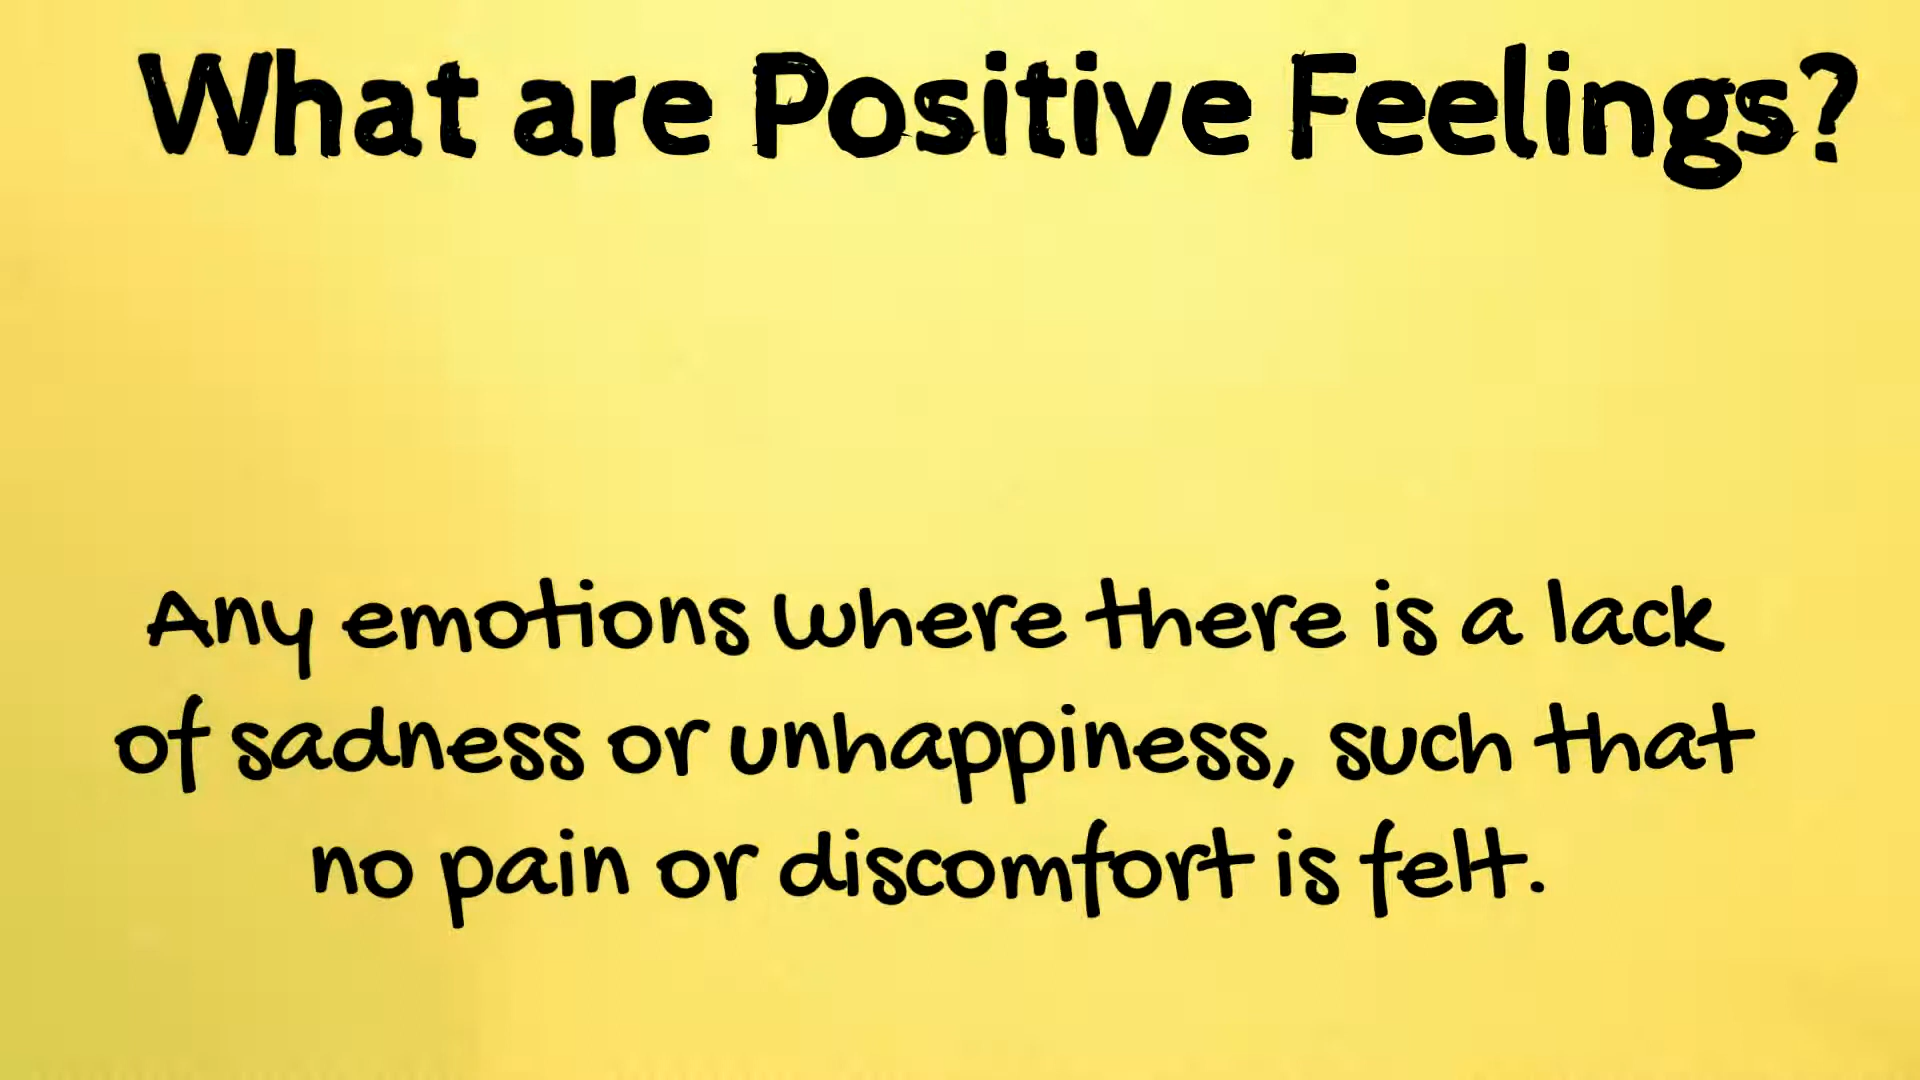 What are Positive Feelings?
Any emotions where there is a lack
of sadness or unhappiness, such that
no pain or discomfort is felt.